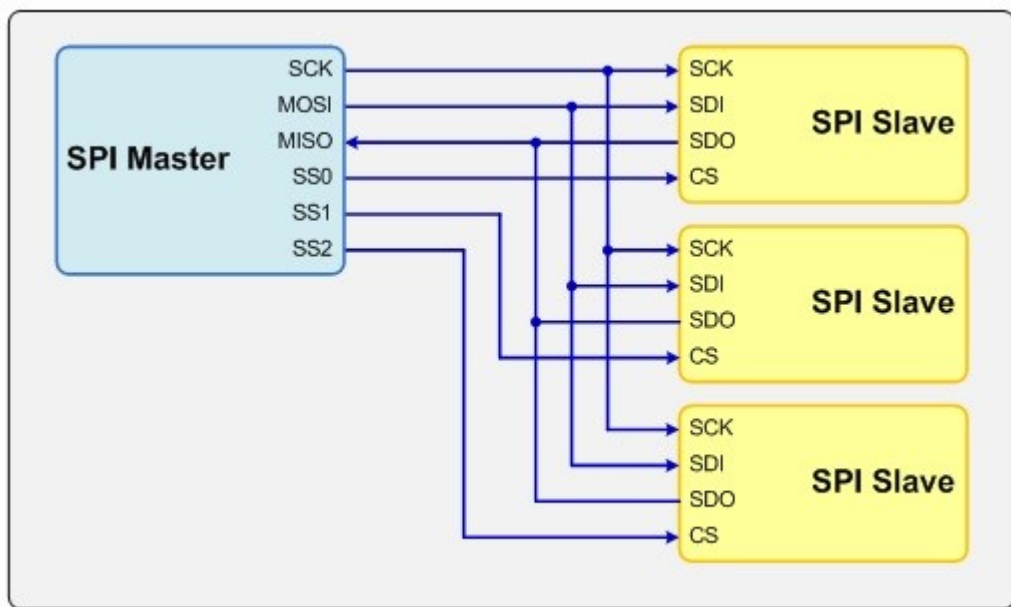 SPI Master
SCK
MOSI
MISO
SS0
SS1
SS2
SCK
SDI
SDO
CS
SPI Slave
SCK
SDI
SDO
CS
SPI Slave
SCK
SDI
SDO
CS
SPI Slave